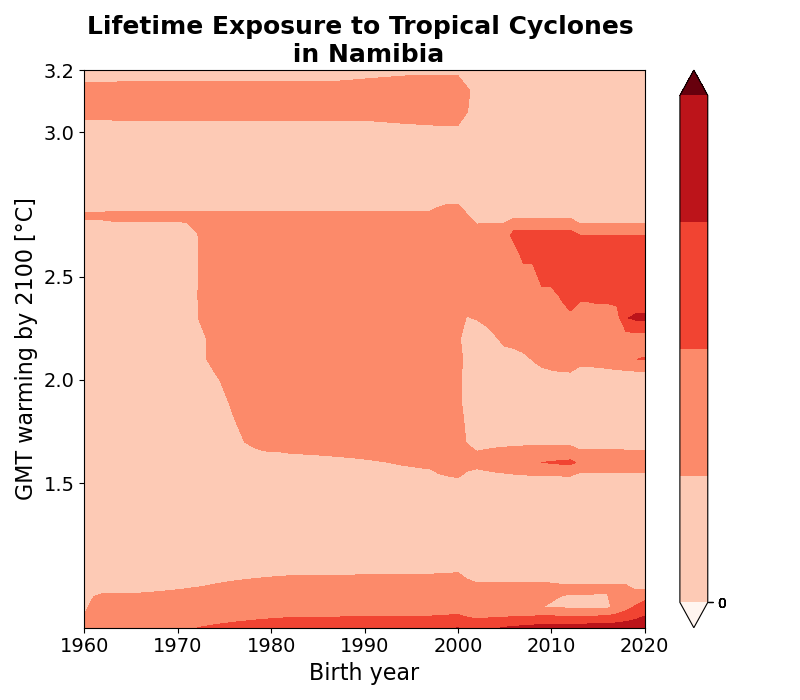 Lifetime Exposure to Tropical Cyclones
in Namibia
3.2
3.0
2.5
2.0
1.5
GMT warming by 2100 [°C]
1960 1970 1980 1990 2000 2010 2020
Birth year
0